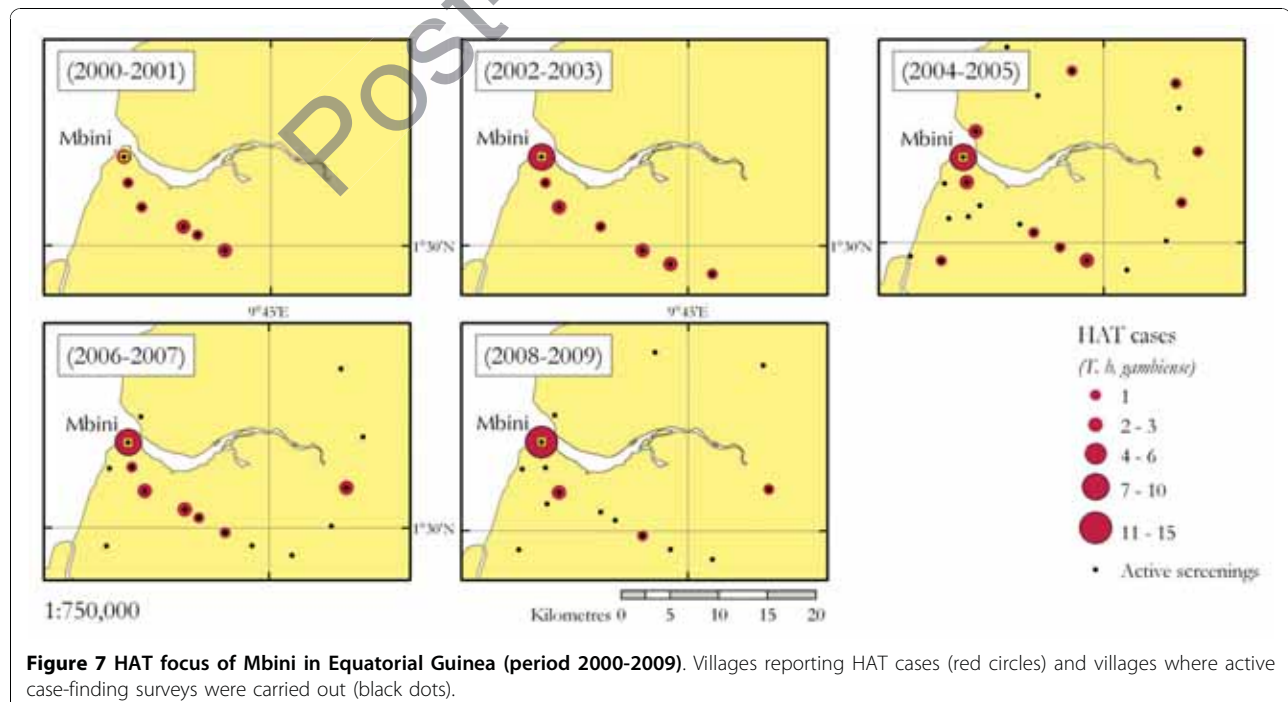 Post
(2000-2001)
Mbini
(2002-2003)
Mbini
(2004-2005)
Mbini
1°30'N
1°30'N
9°45'E
9°45'E
(2006-2007)
Mbini
(2008-2009)
Mbini
1°30'N
HAT cases
(T. b. gambiense)
1
2 - 3
4 - 6
7 - 10
11 - 15
Active screenings
1:750,000
Kilometres 0 5 10 15 20
Figure 7 HAT focus of Mbini in Equatorial Guinea (period 2000-2009). Villages reporting HAT cases (red circles) and villages where active
case-finding surveys were carried out (black dots).